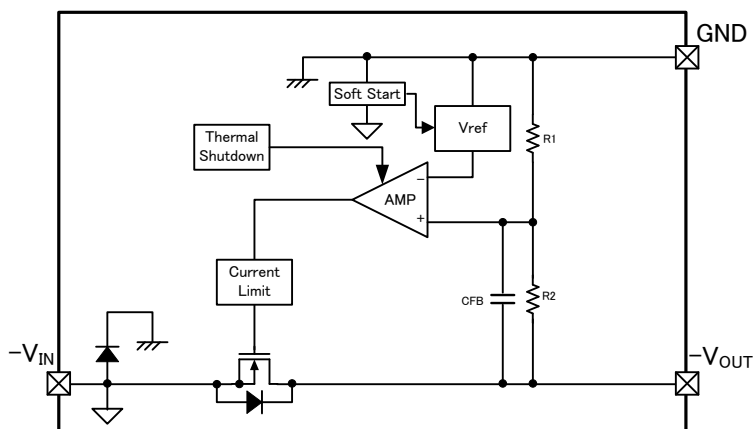 GND
Soft Start
Vref
Thermal
Shutdown
R1
−
AMP
+
Current
Limit
CFB
R2
−VIN
−VOUT